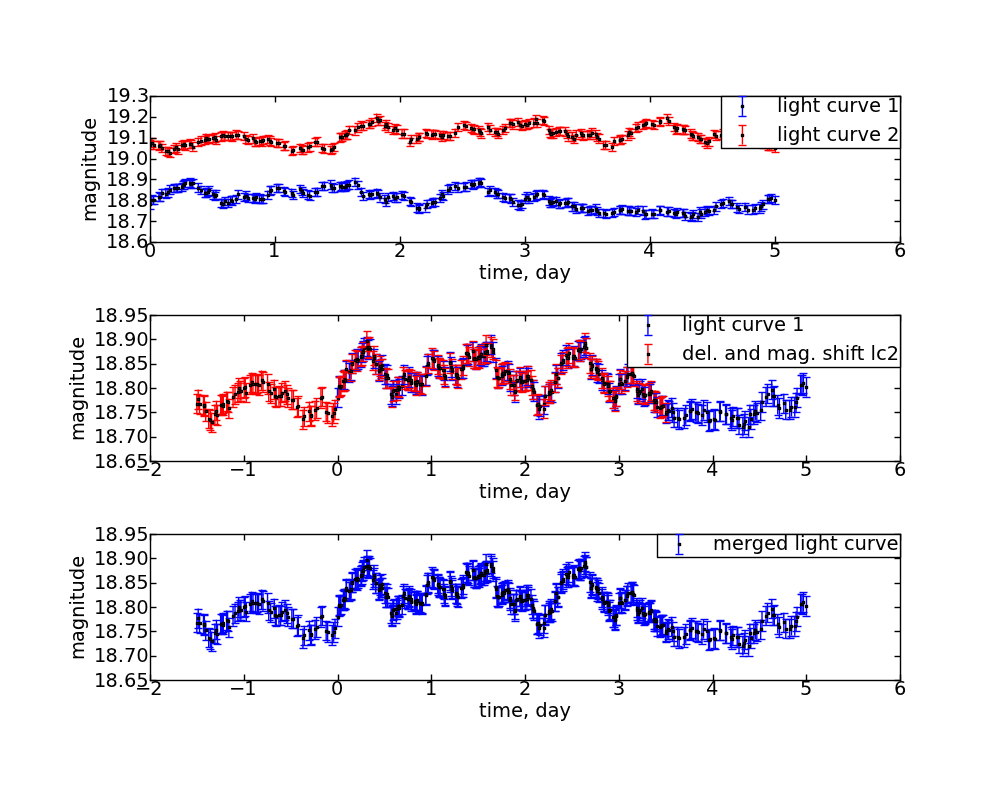 19.3
19.2
19.1
19.0
18.9
18.8
18.7
18.6
magnitude
light curve 1
light curve 2
0 1 2 3 4 5 6
time, day
18.95
18.90
18.85
18.80
18.75
18.70
18.65
magnitude
light curve 1
del. and mag. shift lc2
−2 −1 0 1 2 3 4 5 6
time, day
18.95
18.90
18.85
18.80
18.75
18.70
18.65
magnitude
merged light curve
−2 −1 0 1 2 3 4 5 6
time, day